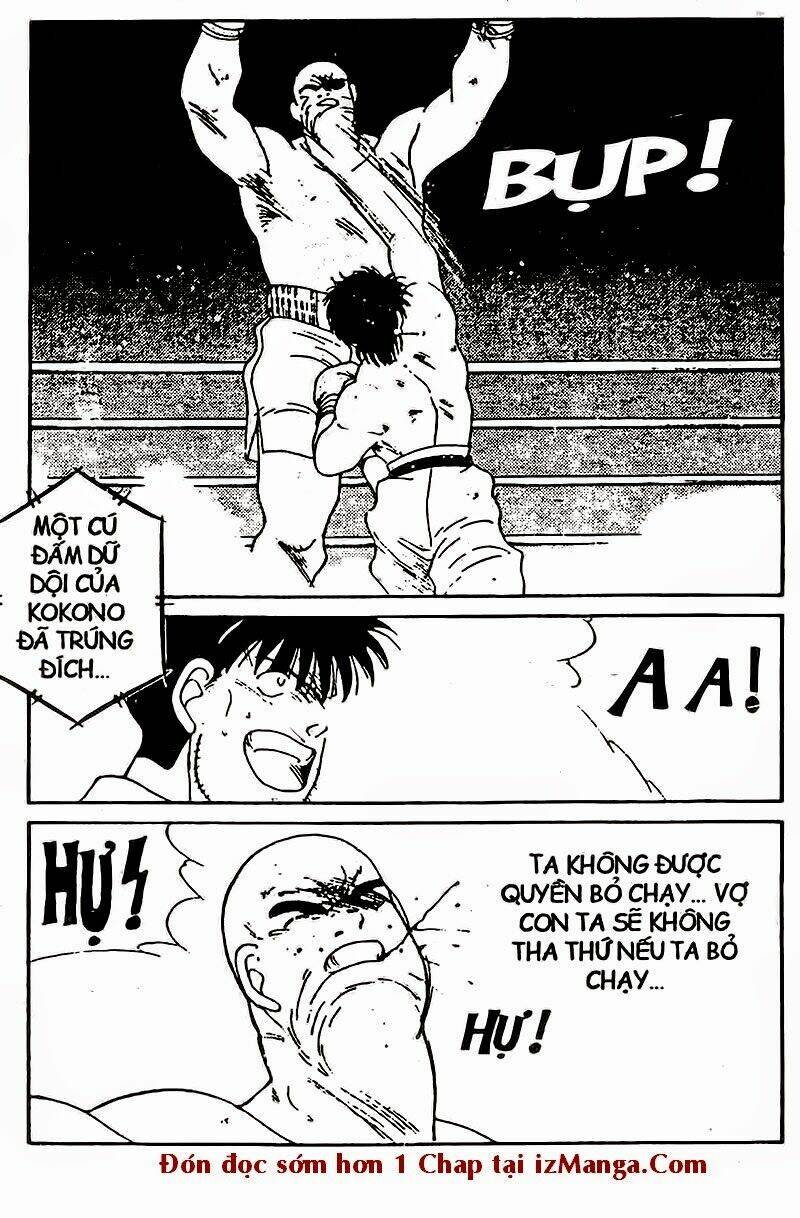 BỤP!
MỘT CÚ
ĐẤM DỮ
DỘI CỦA
KOKONO
ĐÃ TRÚNG
ĐÍCH...
A A!
HỰ!
TA KHÔNG ĐƯỢC
QUYỀN BỎ CHẠY... VỢ
CON TA SẼ KHÔNG
THA THỨ NẾU TA BỎ
CHẠY...
HỰ!
Đón đọc sớm hơn 1 Chap tại izManga.Com